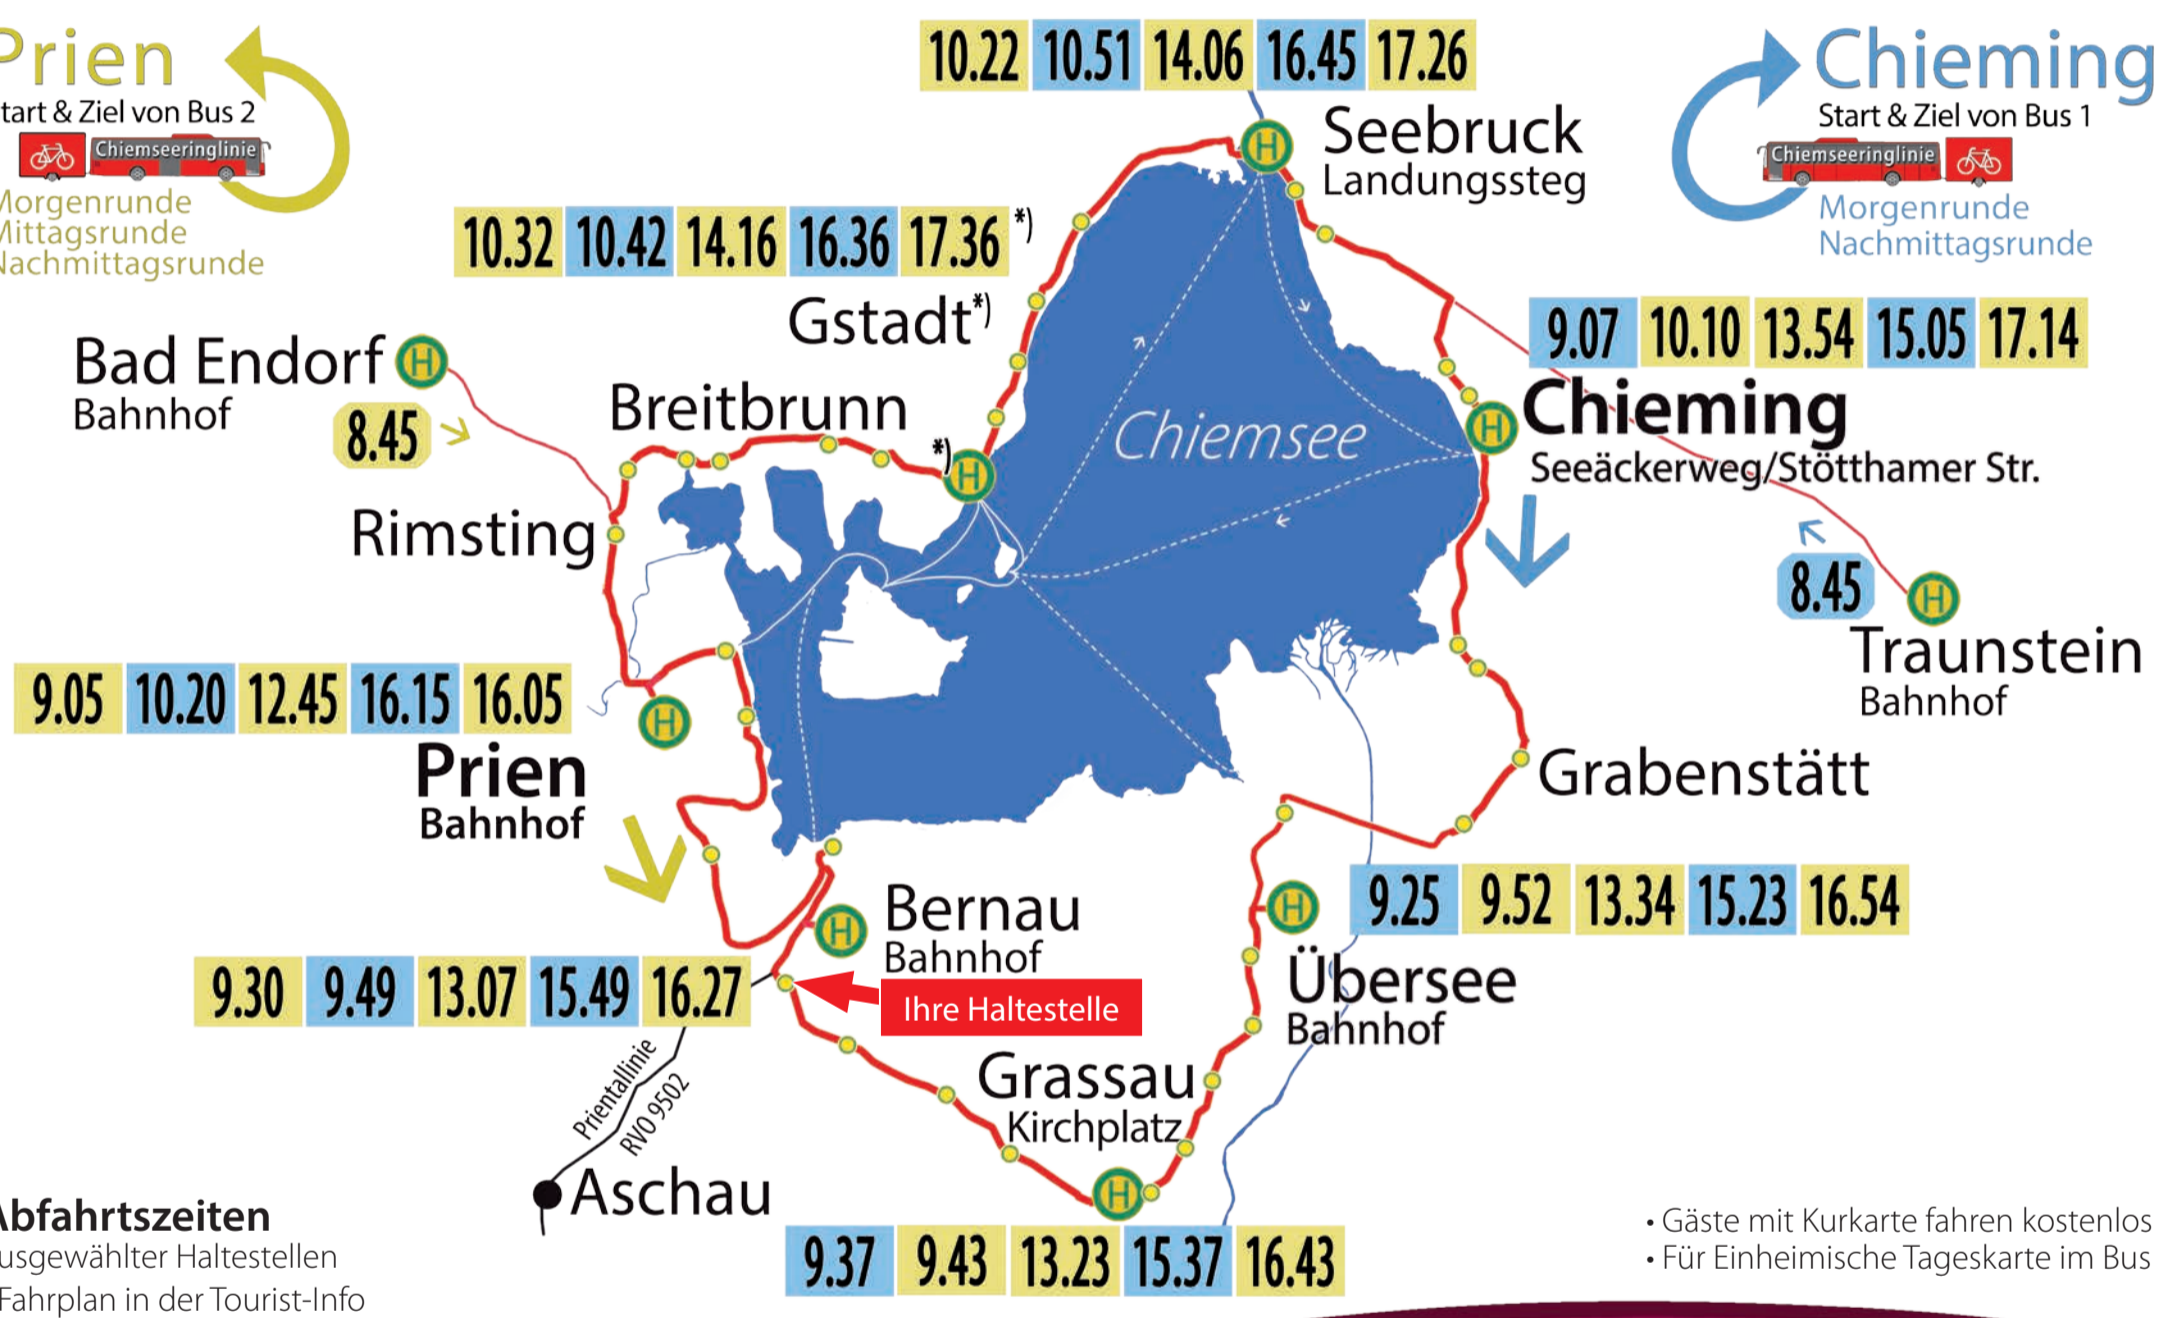 Prien
tart & Ziel von Bus 2
Chiemseeringlinie
Morgenrunde
Mittagsrunde
Nachmittagsrunde
10.22 10.51 14.06 16.45 17.26
Seebruck
Landungssteg
Chieming
Start & Ziel von Bus 1
Chiemseeringlinie
Morgenrunde
Nachmittagsrunde
10.32 10.42 14.16 16.36 17.36 *)
Gstadt*)
Bad Endorf H
Bahnhof
8.45
Breitbrunn
*)
H
H
Chiemsee
9.07 10.10 13.54 15.05 17.14
H Chieming
Seeäckerweg/Stötthamer Str.
Rimsting
8.45
H
Traunstein
Bahnhof
9.05 10.20 12.45 16.15 16.05
H
Prien
Bahnhof
Grabenstätt
H
Bernau
Bahnhof
H
9.25 9.52 13.34 15.23 16.54
Übersee
Bahnhof
9.30 9.49 13.07 15.49 16.27
Ihre Haltestelle
Prientallinie
RVO 9502
Aschau
Grassau
Kirchplatz
H
9.37 9.43 13.23 15.37 16.43
Abfahrtszeiten
usgewählter Haltestellen
Fahrplan in der Tourist-Info
• Gäste mit Kurkarte fahren kostenlos
• Für Einheimische Tageskarte im Bus